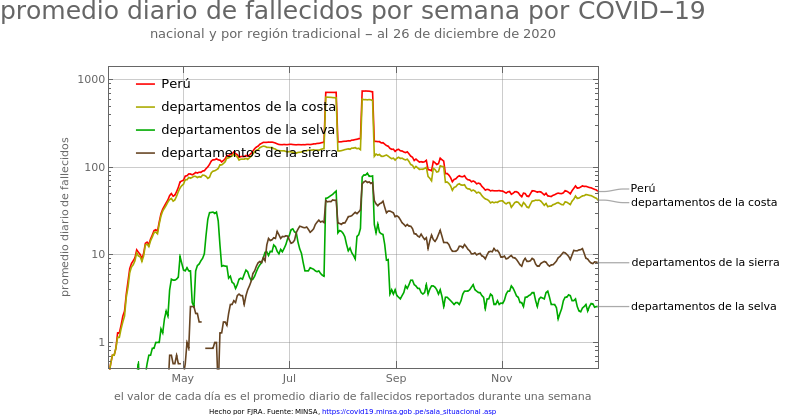 promedio diario de fallecidos por semana por COVID−19
nacional y por región tradicional − al 26 de diciembre de 2020
1000
100
10
1
promedio diario de fallecidos
Perú
departamentos de la costa
departamentos de la selva
departamentos de la sierra
Perú
departamentos de la costa
departamentos de la sierra
departamentos de la selva
May
Jul
Sep
Nov
el valor de cada día es el promedio diario de fallecidos reportados durante una semana
Hecho por FJRA. Fuente: MINSA, https://covid19.minsa.gob.pe/sala_situacional.asp